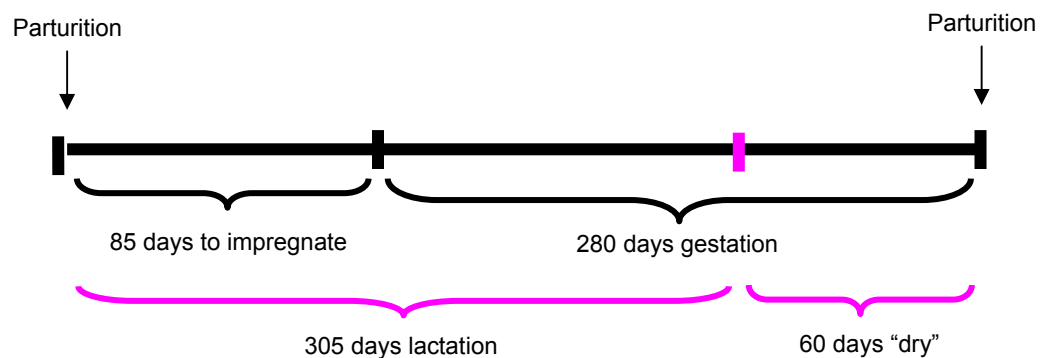 Parturition
Parturition
85 days to impregnate
280 days gestation
305 days lactation
60 days “dry”